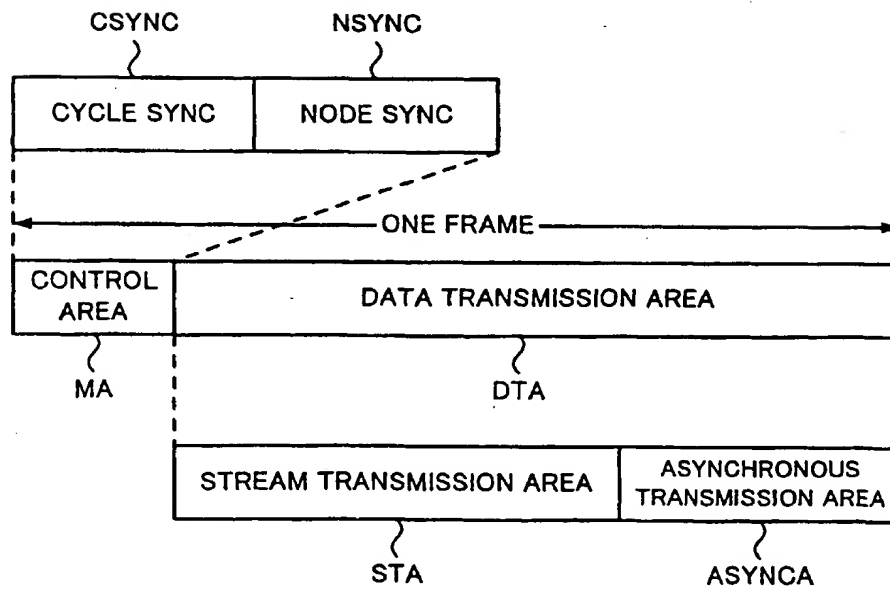 CSYNC NSYNC
CYCLE SYNC NODE SYNC
ONE FRAME
CONTROL AREA DATA TRANSMISSION AREA
MA DTA
STREAM TRANSMISSION AREA ASYNCHRONOUS TRANSMISSION AREA
STA ASYNCA